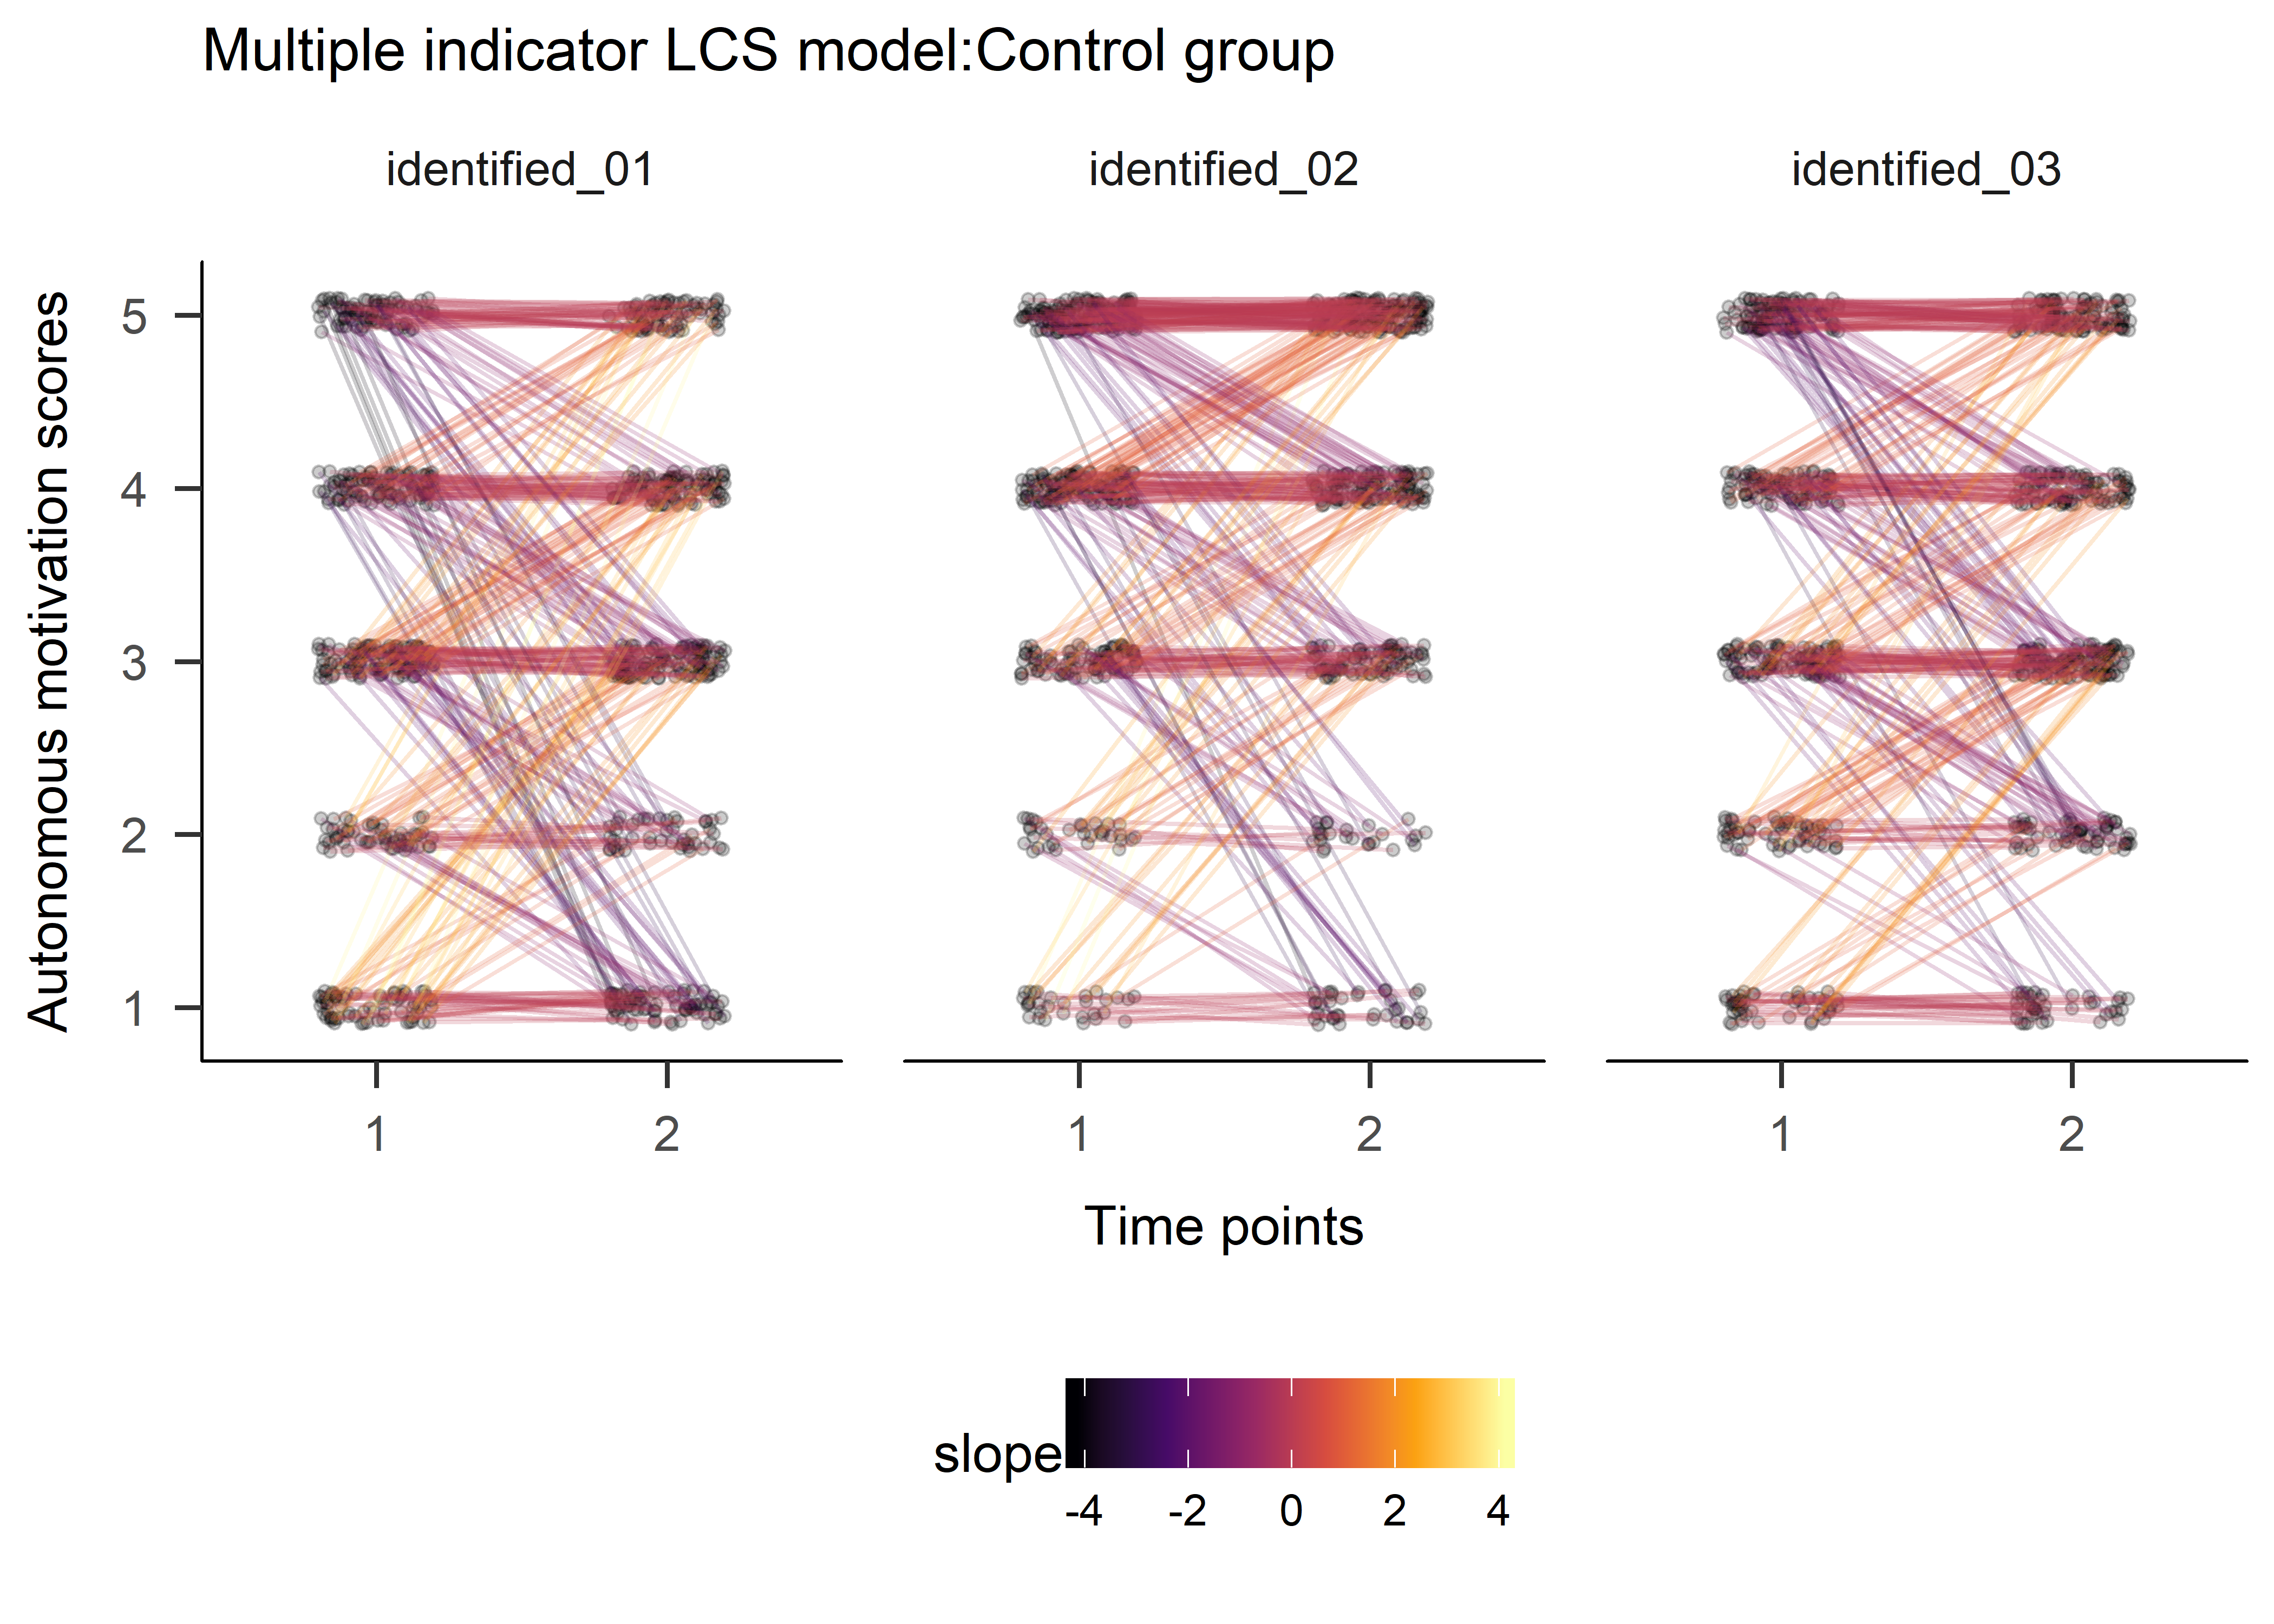 Multiple indicator LCS model:Control group
identified_01 identified_02 identified_03
Autonomous motivation scores
5
4
3
2
1
1 2 1 2 1 2
Time points
slope
-4 -2 0 2 4